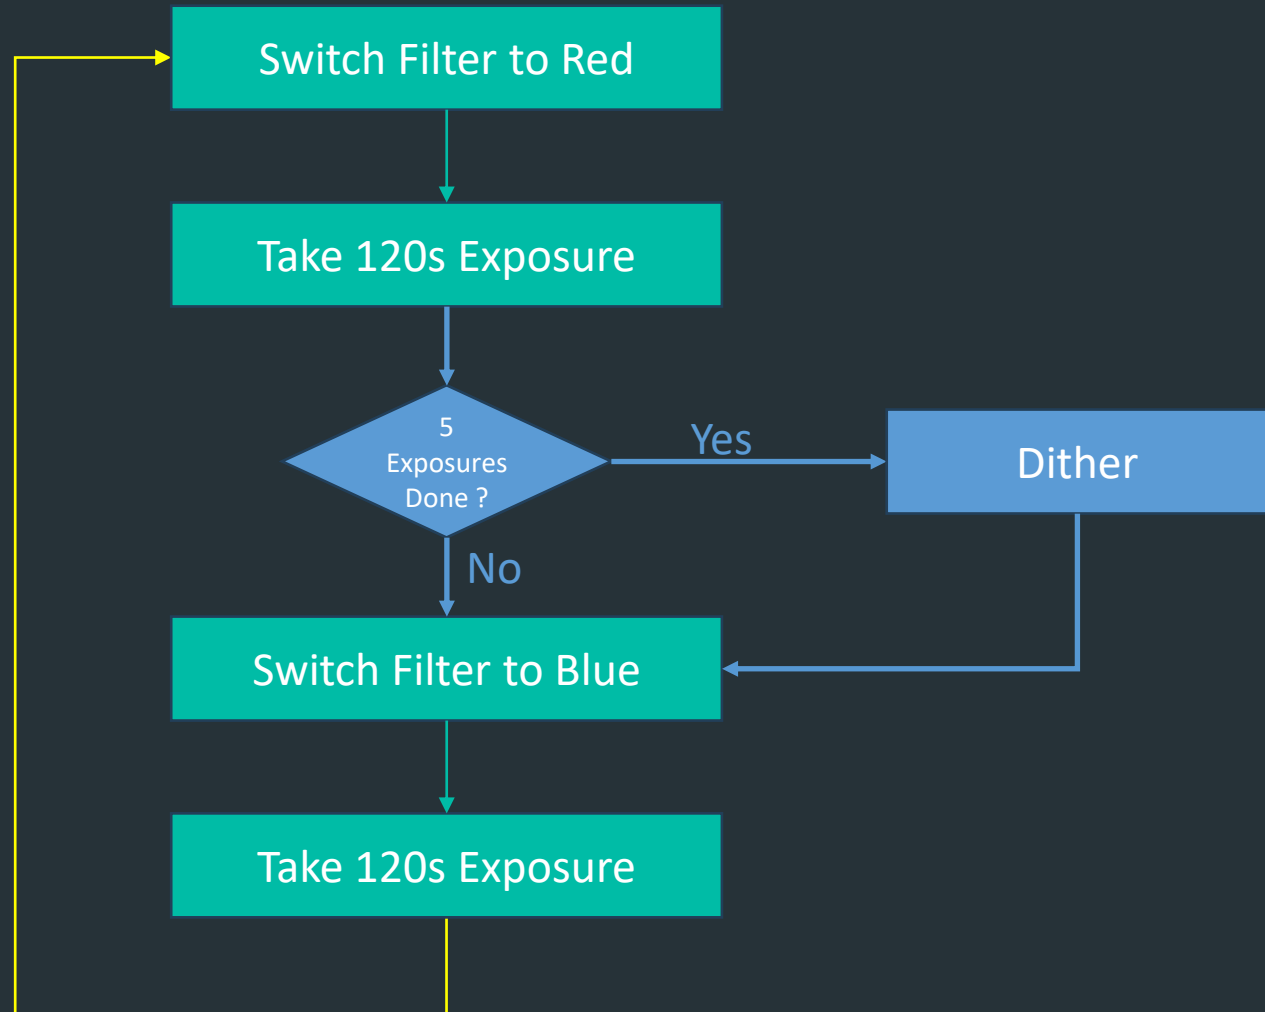 Switch Filter to Red
Take 120s Exposure
5
Exposures
Done ?
Yes
Dither
No
Switch Filter to Blue
Take 120s Exposure